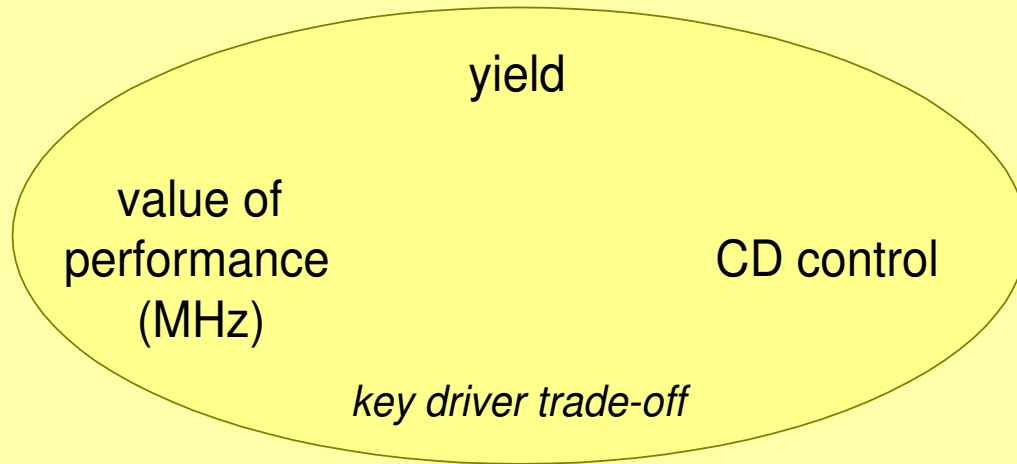 yield
value of
performance
(MHz)
CD control
key driver trade-off